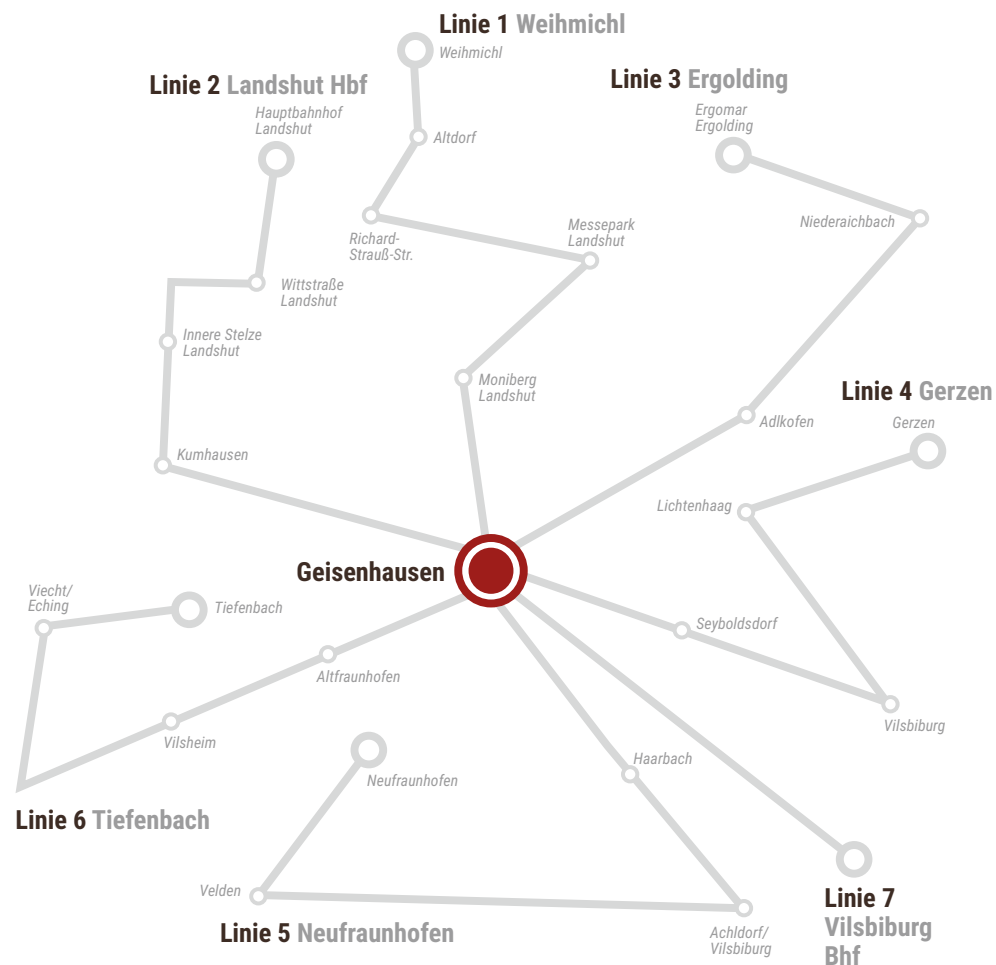 Linie 1 Weihmichl
Weihmichl
Linie 2 Landshut Hbf
Linie 3 Ergolding
Hauptbahnhof
Landshut
Ergomar
Ergolding
Altdorf
Niederaichbach
Richard-
Strauß-Str.
Messepark
Landshut
Wittstraße
Landshut
Innere Stelze
Landshut
Moniberg
Landshut
Linie 4 Gerzen
Gerzen
Adlkofen
Kumhausen
Lichtenhaag
Geisenhausen
Viecht/
Eching
Tiefenbach
Seyboldsdorf
Altfraunhofen
Vilsheim
Vilsbiburg
Haarbach
Neufraunhofen
Linie 6 Tiefenbach
Velden
Linie 5 Neufraunhofen
Achldorf/
Vilsbiburg
Linie 7
Vilsbiburg
Bhf